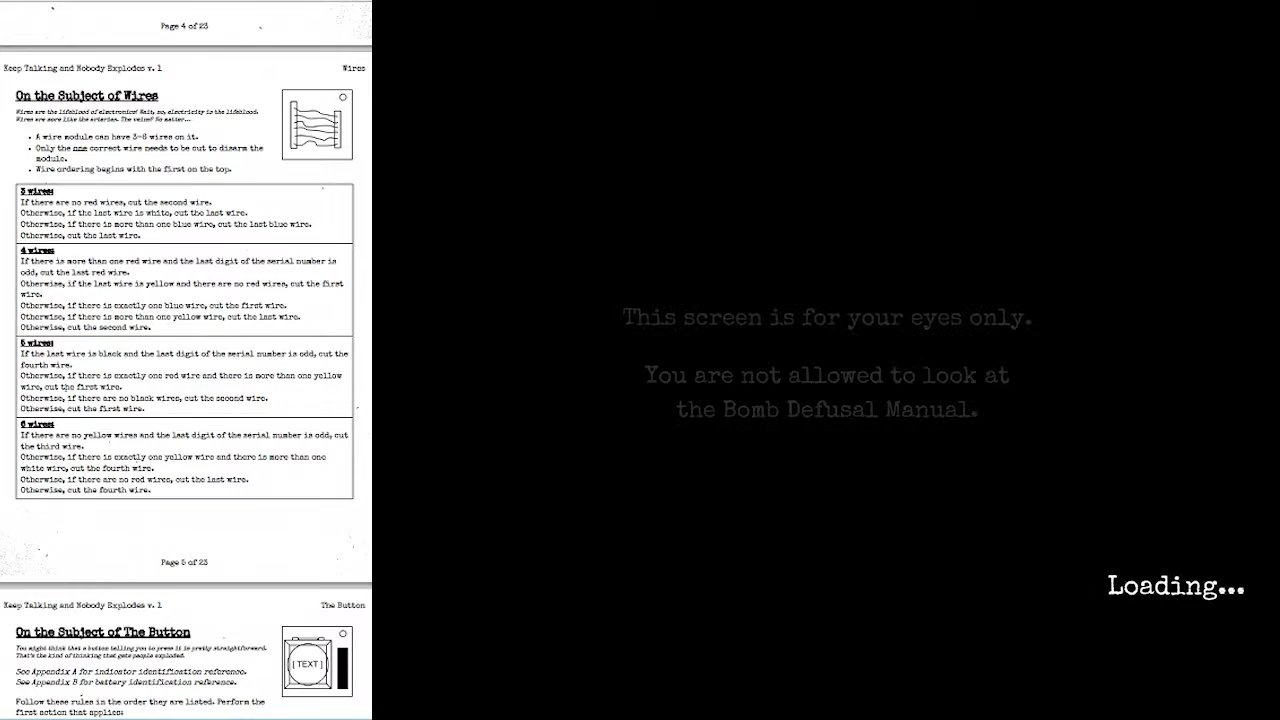 Page 4 of 23
Keep Talking and Nobody Explodes v. 1
Wires
On the Subject of Wires
Wires are the lifeblood of electronics! Wait, no, electricity is the lifeblood.
Wires are more like the arteries. The veins? No matter...
• A wire module can have 3-6 wires on it.
• Only the one correct wire needs to be cut to disarm the
module.
• Wire ordering begins with the first on the top.
3 wires:
If there are no red wires, cut the second wire.
Otherwise, if the last wire is white, cut the last wire.
Otherwise, if there is more than one blue wire, cut the last blue wire.
Otherwise, cut the last wire.
4 wires:
If there is more than one red wire and the last digit of the serial number is
odd, cut the last red wire.
Otherwise, if the last wire is yellow and there are no red wires, cut the first
wire.
Otherwise, if there is exactly one blue wire, cut the first wire.
Otherwise, if there is more than one yellow wire, cut the last wire.
Otherwise, cut the second wire.
5 wires:
If the last wire is black and the last digit of the serial number is odd, cut the
fourth wire.
Otherwise, if there is exactly one red wire and there is more than one yellow
wire, cut the first wire.
Otherwise, if there are no black wires, cut the second wire.
Otherwise, cut the first wire.
6 wires:
If there are no yellow wires and the last digit of the serial number is odd, cut
the third wire.
Otherwise, if there is exactly one yellow wire and there is more than one
white wire, cut the fourth wire.
Otherwise, if there are no red wires, cut the last wire.
Otherwise, cut the fourth wire.
Page 5 of 23
Keep Talking and Nobody Explodes v. 1
The Button
On the Subject of The Button
You might think that a button telling you to press it is pretty straightforward.
That's the kind of thinking that gets people exploded.
See Appendix A for indicator identification reference.
See Appendix B for battery identification reference.
[TEXT]
Follow these rules in the order they are listed. Perform the
first action that applies:
This screen is for your eyes only.
You are not allowed to look at
the Bomb Defusal Manual.
Loading...